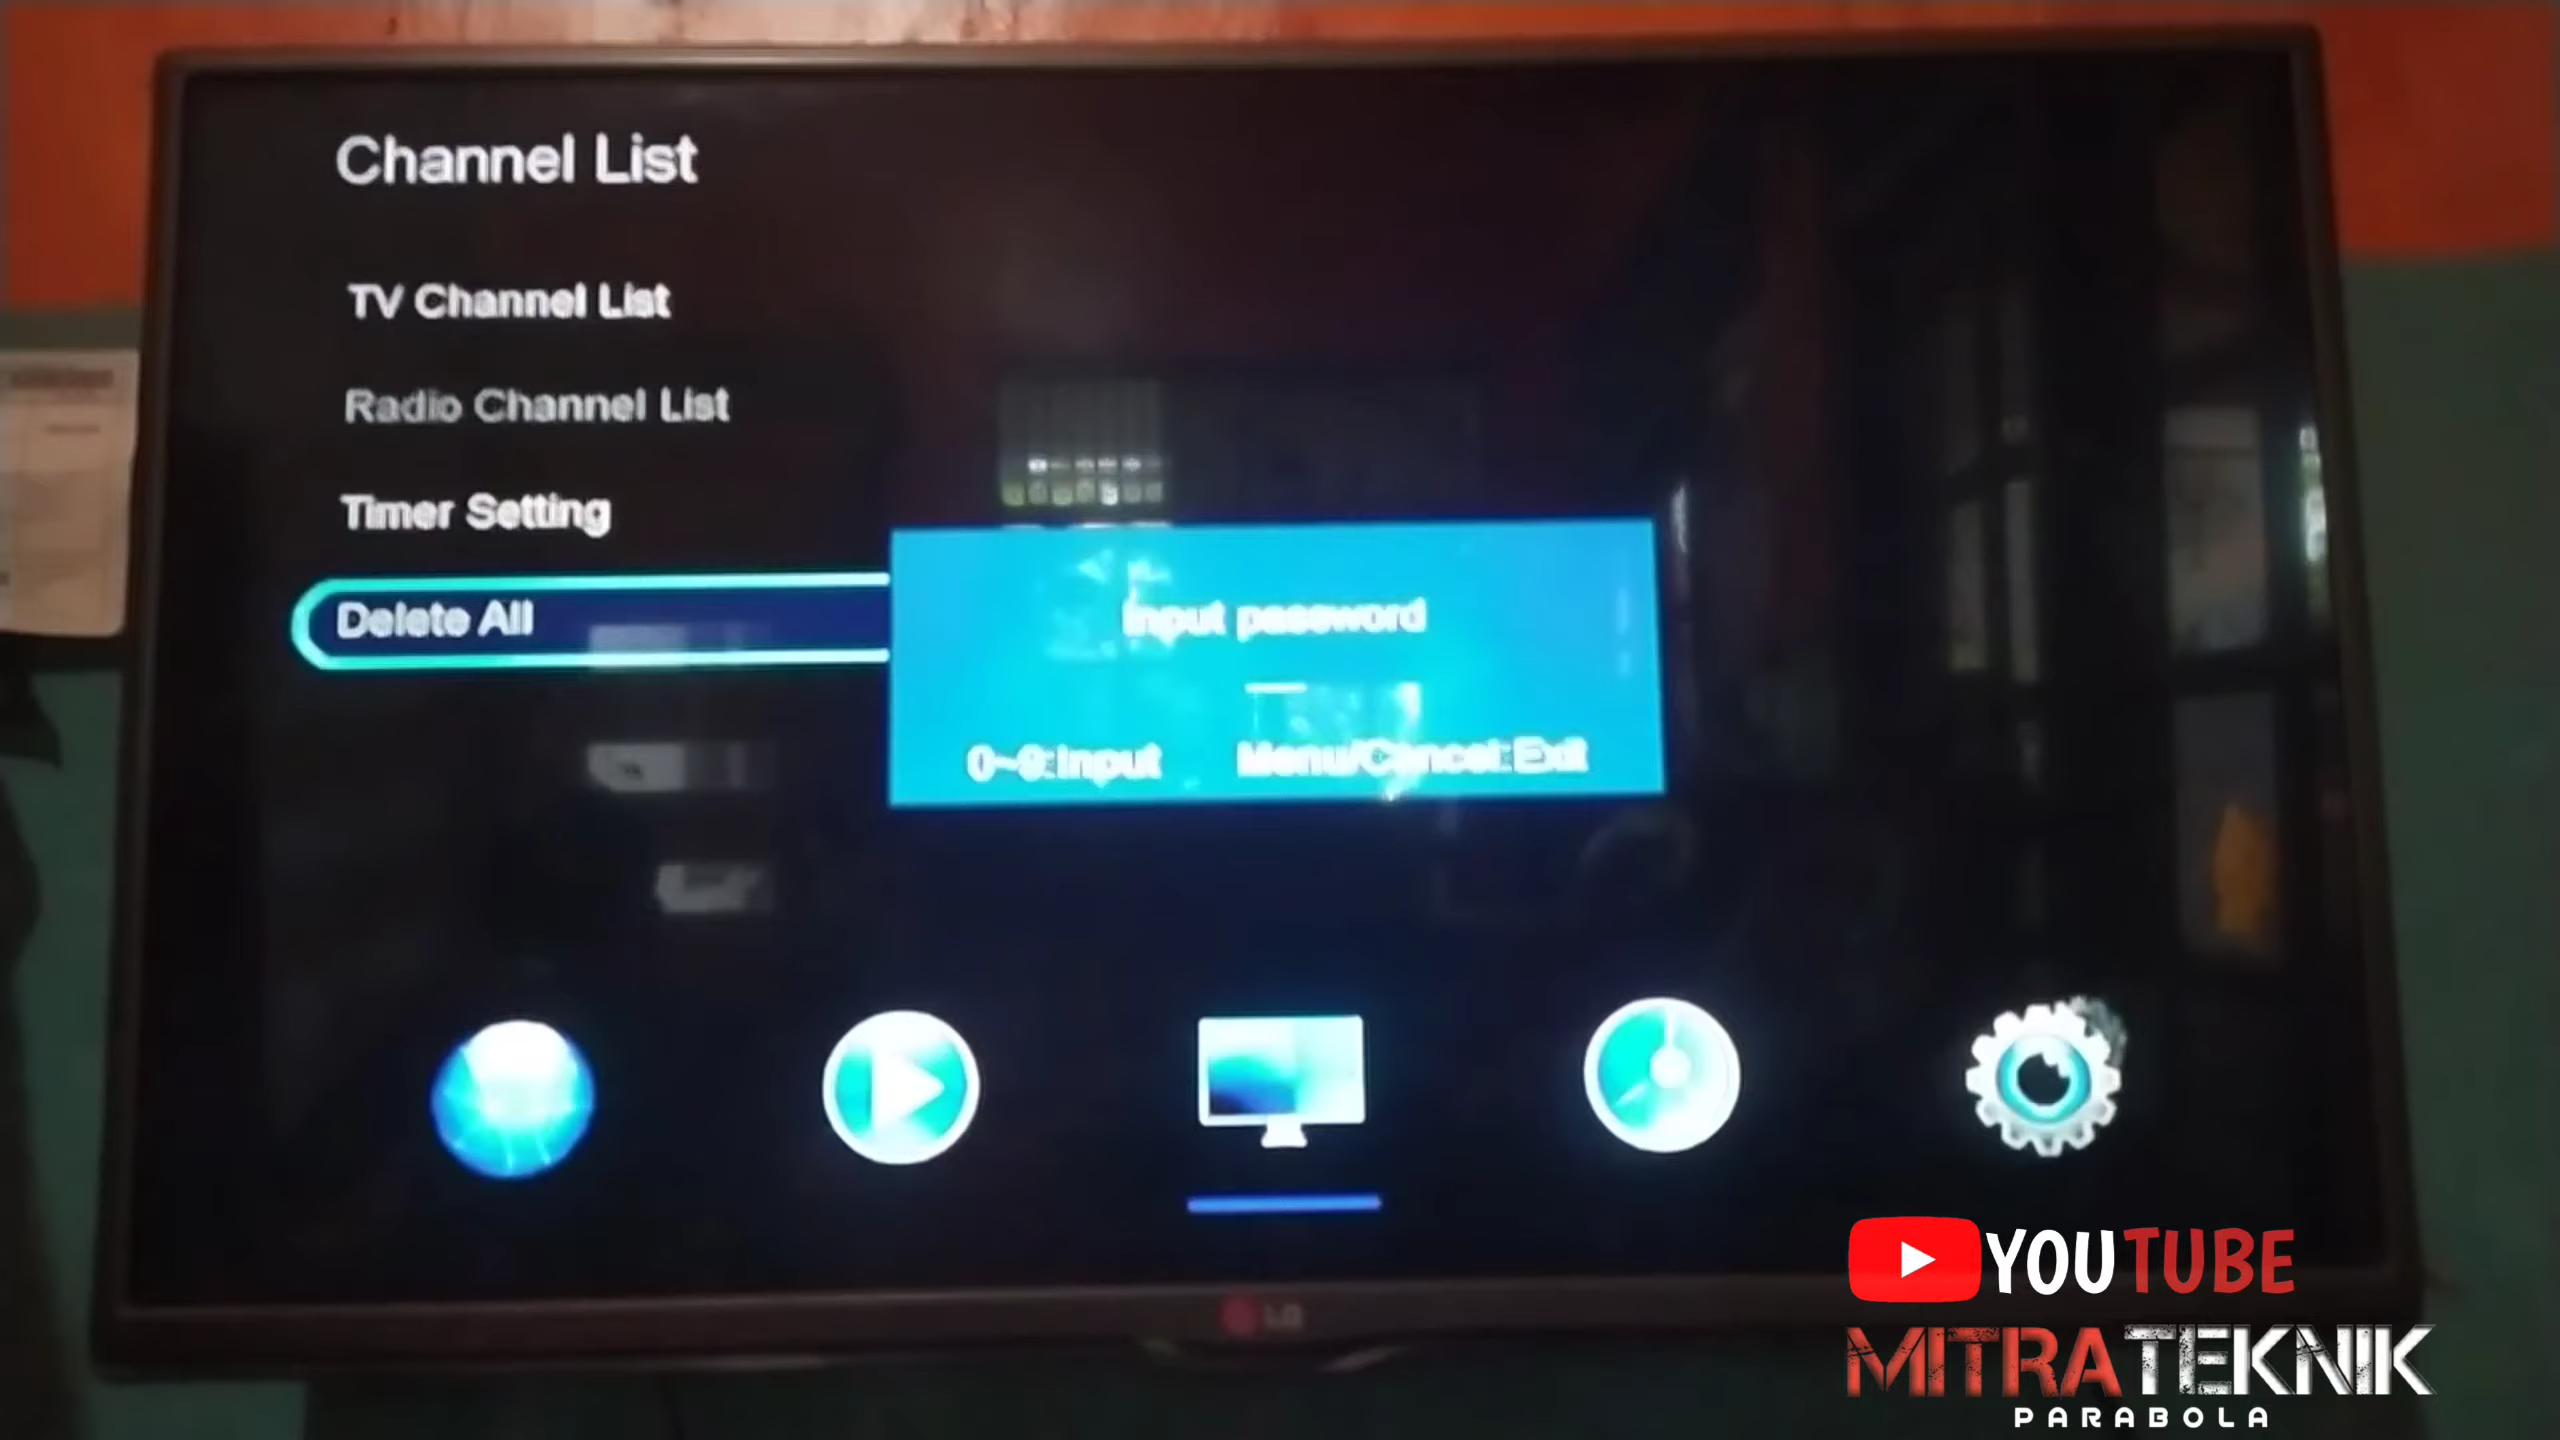 Channel List
TV Channel List
Radio Channel List
Timer Setting
Delete All
Input password
0~9:Input Menu/Cancel:Exit
LG
YOUTUBE
MITRATEKNIK
PARABOLA